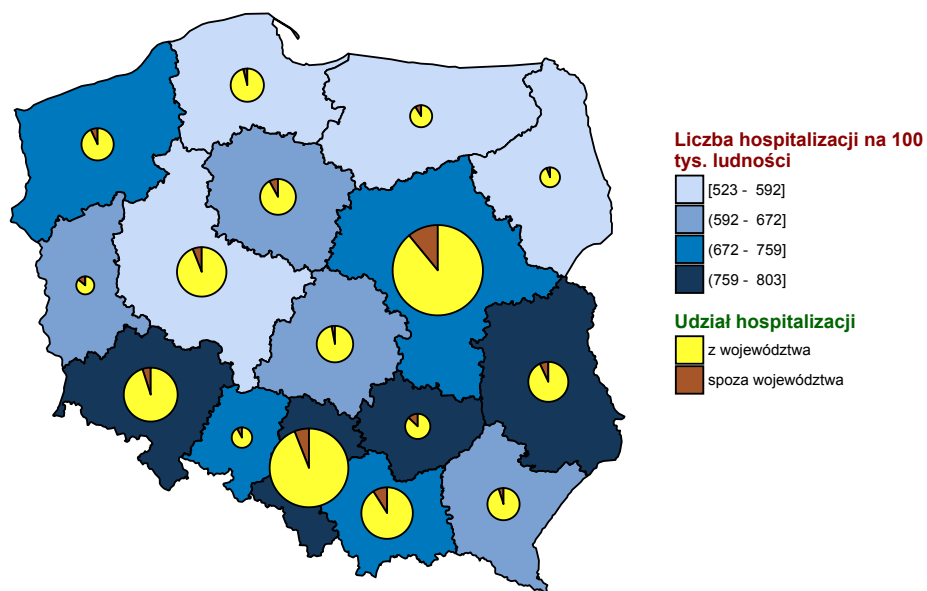 Liczba hospitalizacji na 100
tys. ludności
[523 - 592]
(592 - 672]
(672 - 759]
(759 - 803]
Udział hospitalizacji
z województwa
spoza województwa